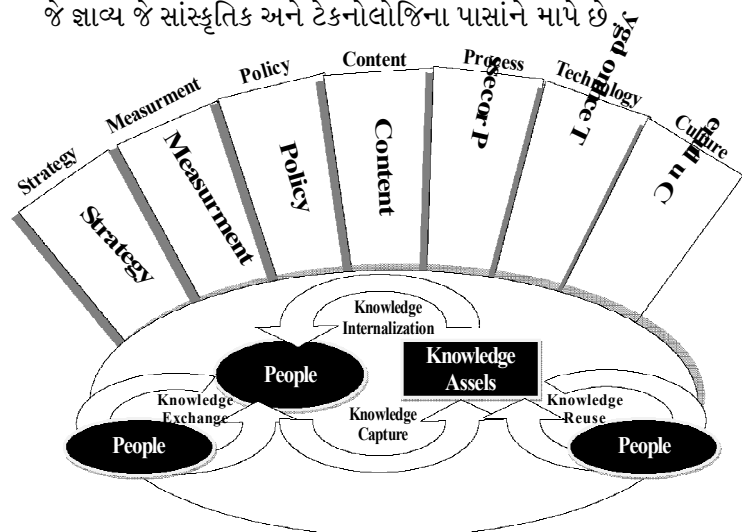 જે જ્ઞાવ્ય જે સાંસ્કૃતિક અને ટેકનોલોજિના પાસાંને માપે છે.
Strategy
Measurment
Policy
Content
Process
Technology
Culture
Strategy
Measurment
Policy
Content
Knowledge
Internalization
People
Knowledge
Assels
Knowledge
Exchange
Knowledge
Capture
Knowledge
Reuse
People
People